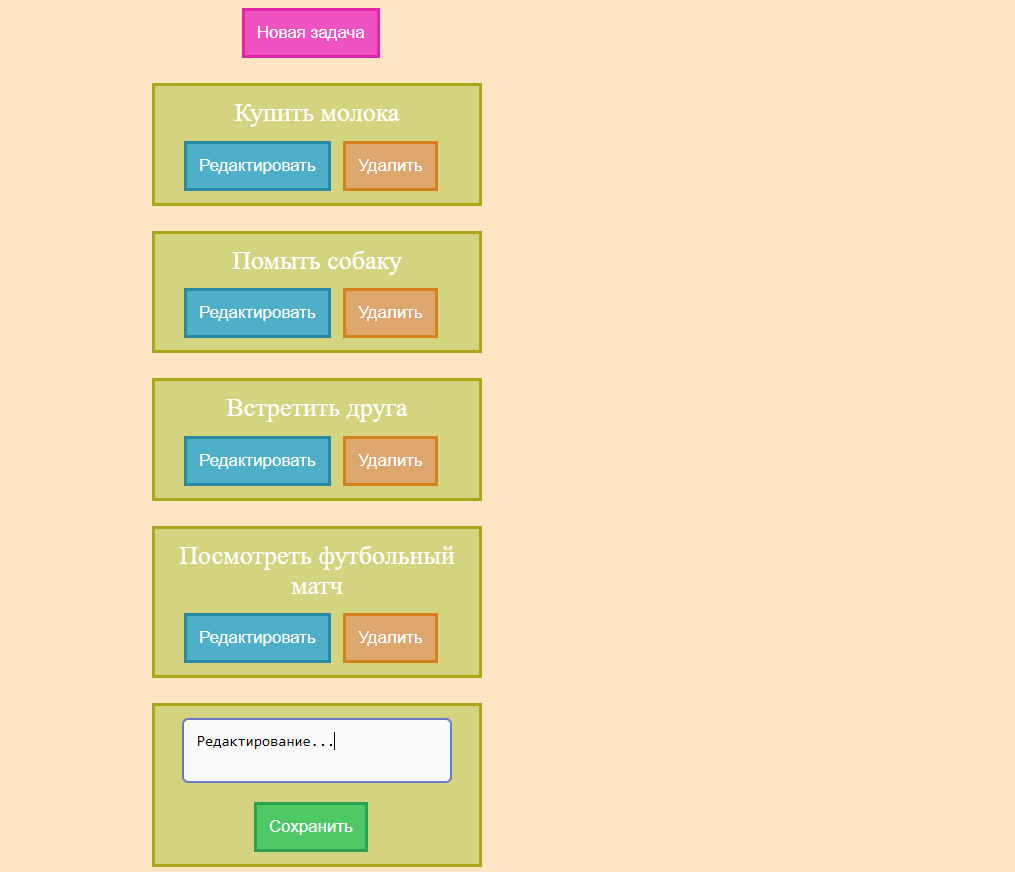 Новая задача
Купить молока
Редактировать Удалить
Помыть собаку
Редактировать Удалить
Встретить друга
Редактировать Удалить
Посмотреть футбольный
матч
Редактировать Удалить
Редактирование...
Сохранить